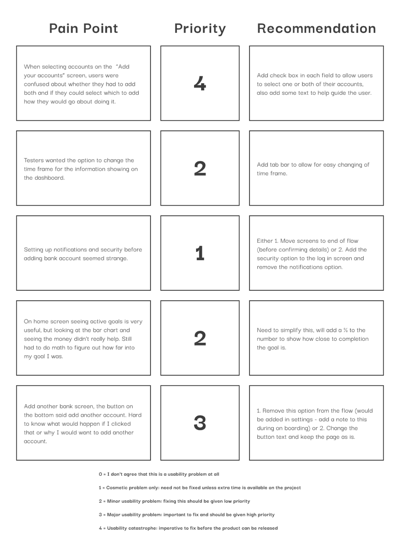 Pain Point Priority Recommendation
When selecting accounts on the "Add
your accounts" screen, users were
confused about whether they had to add
both and if they could select which to add
how they would go about doing it.
4
Add check box in each field to allow users
to select one or both of their accounts,
also add some text to help guide the user.
Testers wanted the option to change the
time frame for the information showing on
the dashboard.
2
Add tab bar to allow for easy changing of
time frame.
Setting up notifications and security before
adding bank account seemed strange.
1
Either 1. Move screens to end of flow
(before confirming details) or 2. Add the
security option to the log in screen and
remove the notifications option.
On home screen seeing active goals is very
useful, but looking at the bar chart and
seeing the money didn't really help. Still
had to do math to figure out how far into
my goal I was.
2
Need to simplify this, will add a % to the
number to show how close to completion
the goal is.
Add another bank screen, the button on
the bottom said add another account. Hard
to know what would happen if I clicked
that or why I would want to add another
account.
3
1. Remove this option from the flow (would
be added in settings - add a note to this
during on boarding) or 2. Change the
button text and keep the page as is.
0 = I don't agree that this is a usability problem at all
1 = Cosmetic problem only: need not be fixed unless extra time is available on the project
2 = Minor usability problem: fixing this should be given low priority
3 = Major usability problem: important to fix and should be given high priority
4 = Usability catastrophe: imperative to fix before the product can be released